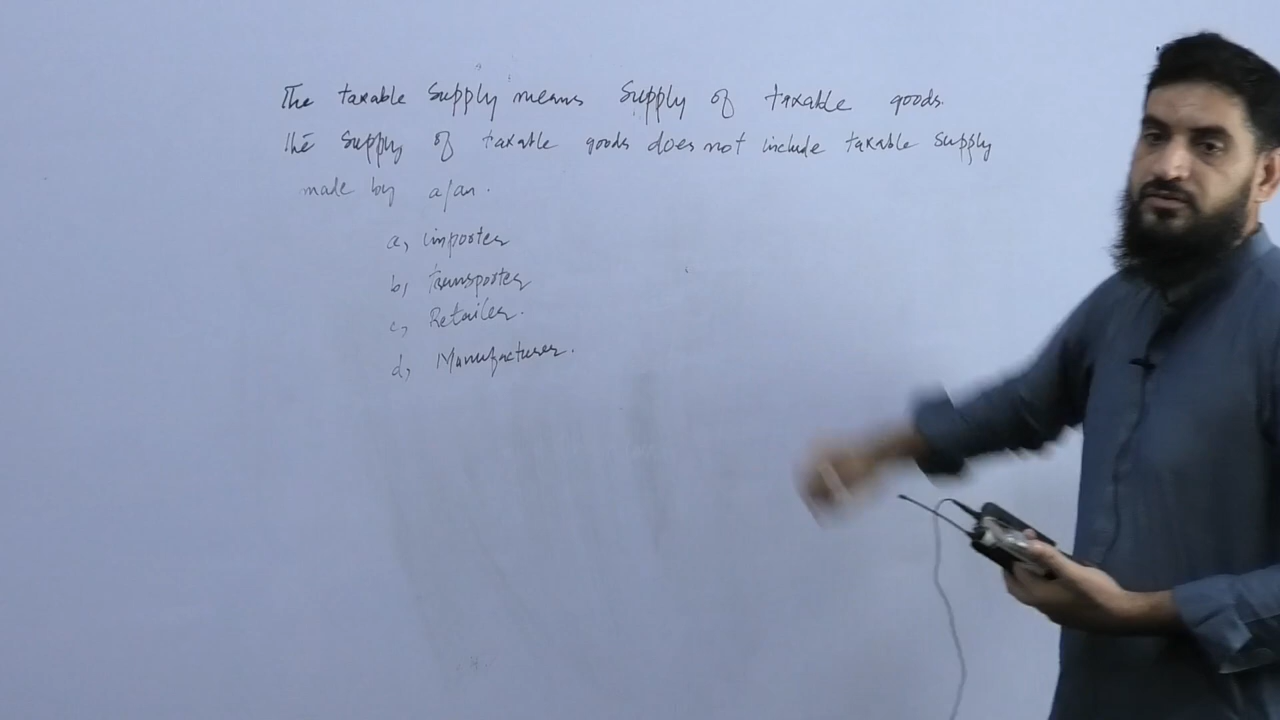 The taxable supply means supply of taxable goods.
The supply of taxable goods does not include taxable supply
made by a/an.
a, importer
b, transporter
c, Retailer.
d, Manufacturer.